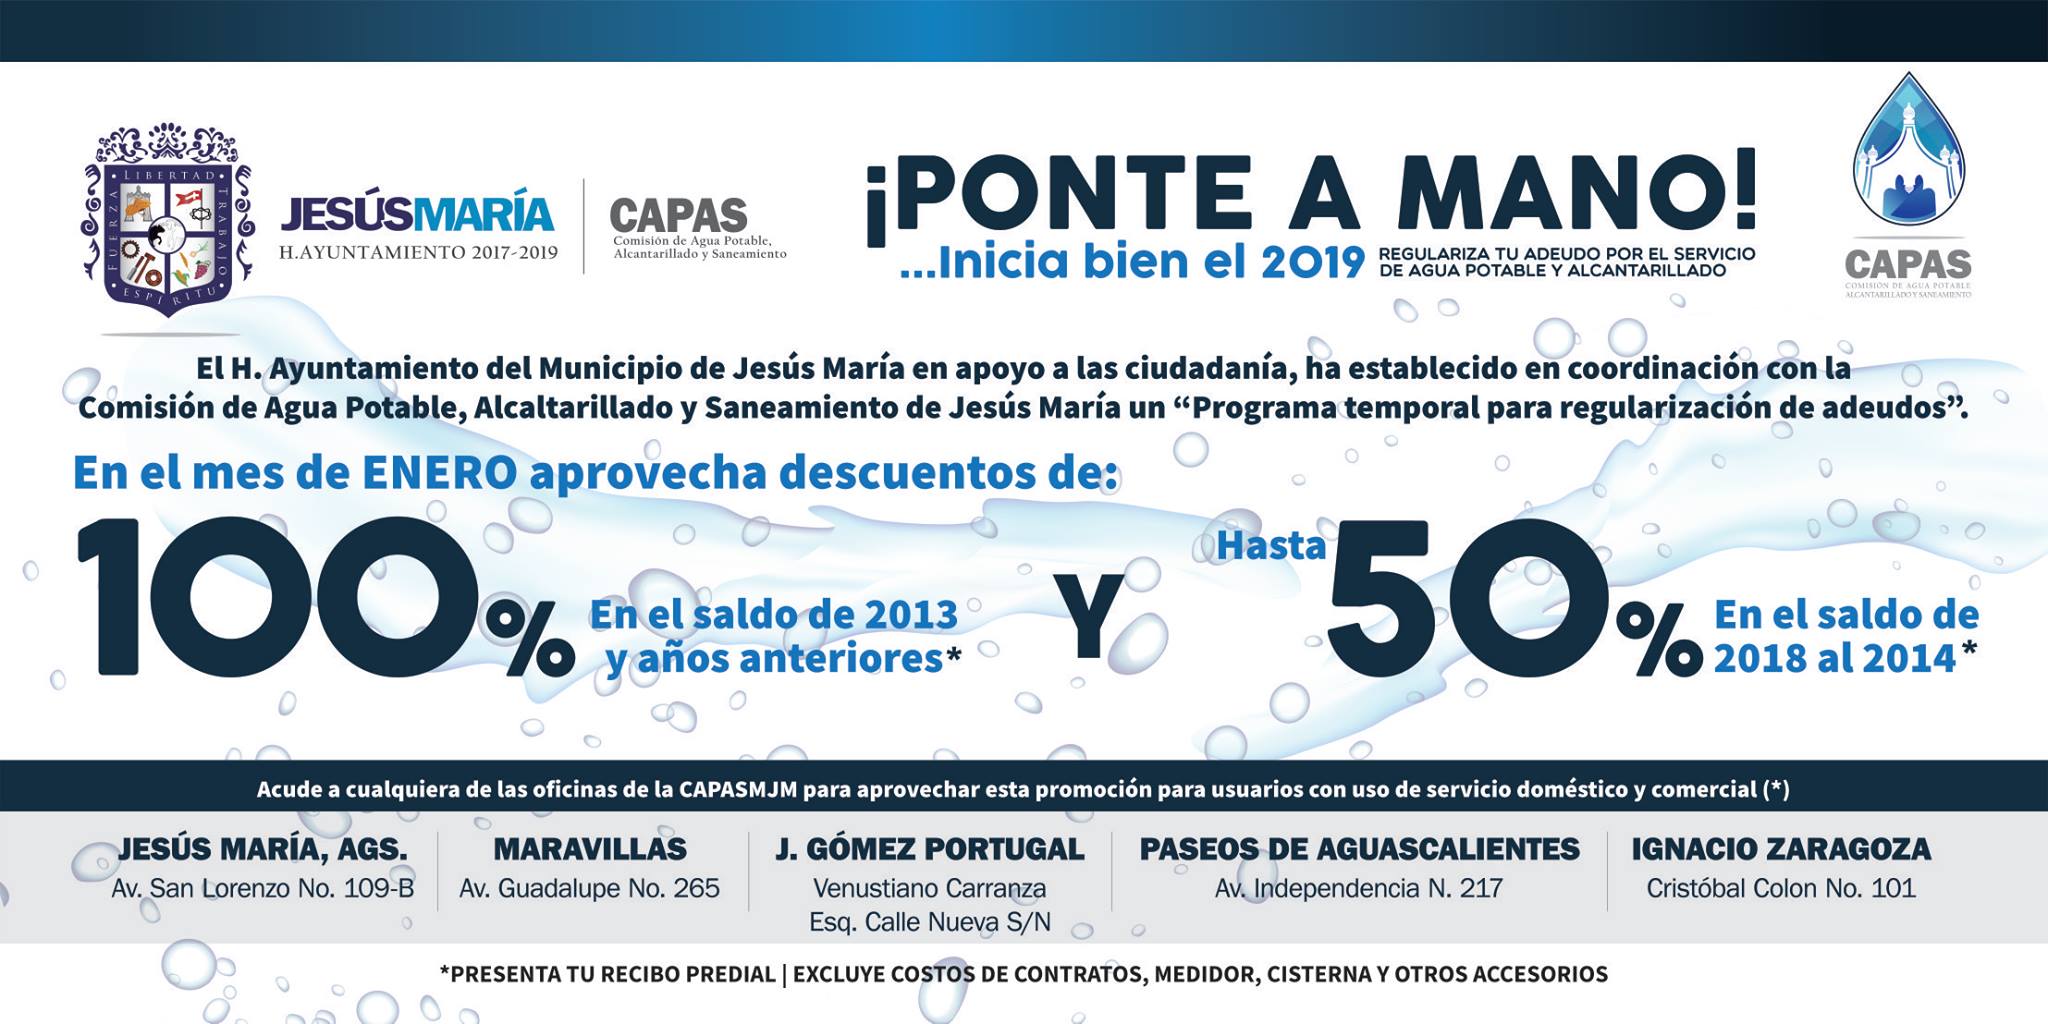 LIBERTAD
FUERZA
TRABAJO
ESPÍRITU
JESÚSMARÍA
H.AYUNTAMIENTO 2017-2019
CAPAS
Comisión de Agua Potable,
Alcantarillado y Saneamiento
¡PONTE A MANO!
...Inicia bien el 2019
REGULARIZA TU ADEUDO POR EL SERVICIO
DE AGUA POTABLE Y ALCANTARILLADO
CAPAS
COMISIÓN DE AGUA POTABLE
ALCANTARILLADO Y SANEAMIENTO
El H. Ayuntamiento del Municipio de Jesús María en apoyo a las ciudadanía, ha establecido en coordinación con la
Comisión de Agua Potable, Alcaltarillado y Saneamiento de Jesús María un “Programa temporal para regularización de adeudos”.
En el mes de ENERO aprovecha descuentos de:
100%
En el saldo de 2013
y años anteriores*
Y
Hasta 50%
En el saldo de
2018 al 2014*
Acude a cualquiera de las oficinas de la CAPASMJM para aprovechar esta promoción para usuarios con uso de servicio doméstico y comercial (*)
JESÚS MARÍA, AGS.
Av. San Lorenzo No. 109-B
MARAVILLAS
Av. Guadalupe No. 265
J. GÓMEZ PORTUGAL
Venustiano Carranza
Esq. Calle Nueva S/N
PASEOS DE AGUASCALIENTES
Av. Independencia N. 217
IGNACIO ZARAGOZA
Cristóbal Colon No. 101
*PRESENTA TU RECIBO PREDIAL | EXCLUYE COSTOS DE CONTRATOS, MEDIDOR, CISTERNA Y OTROS ACCESORIOS